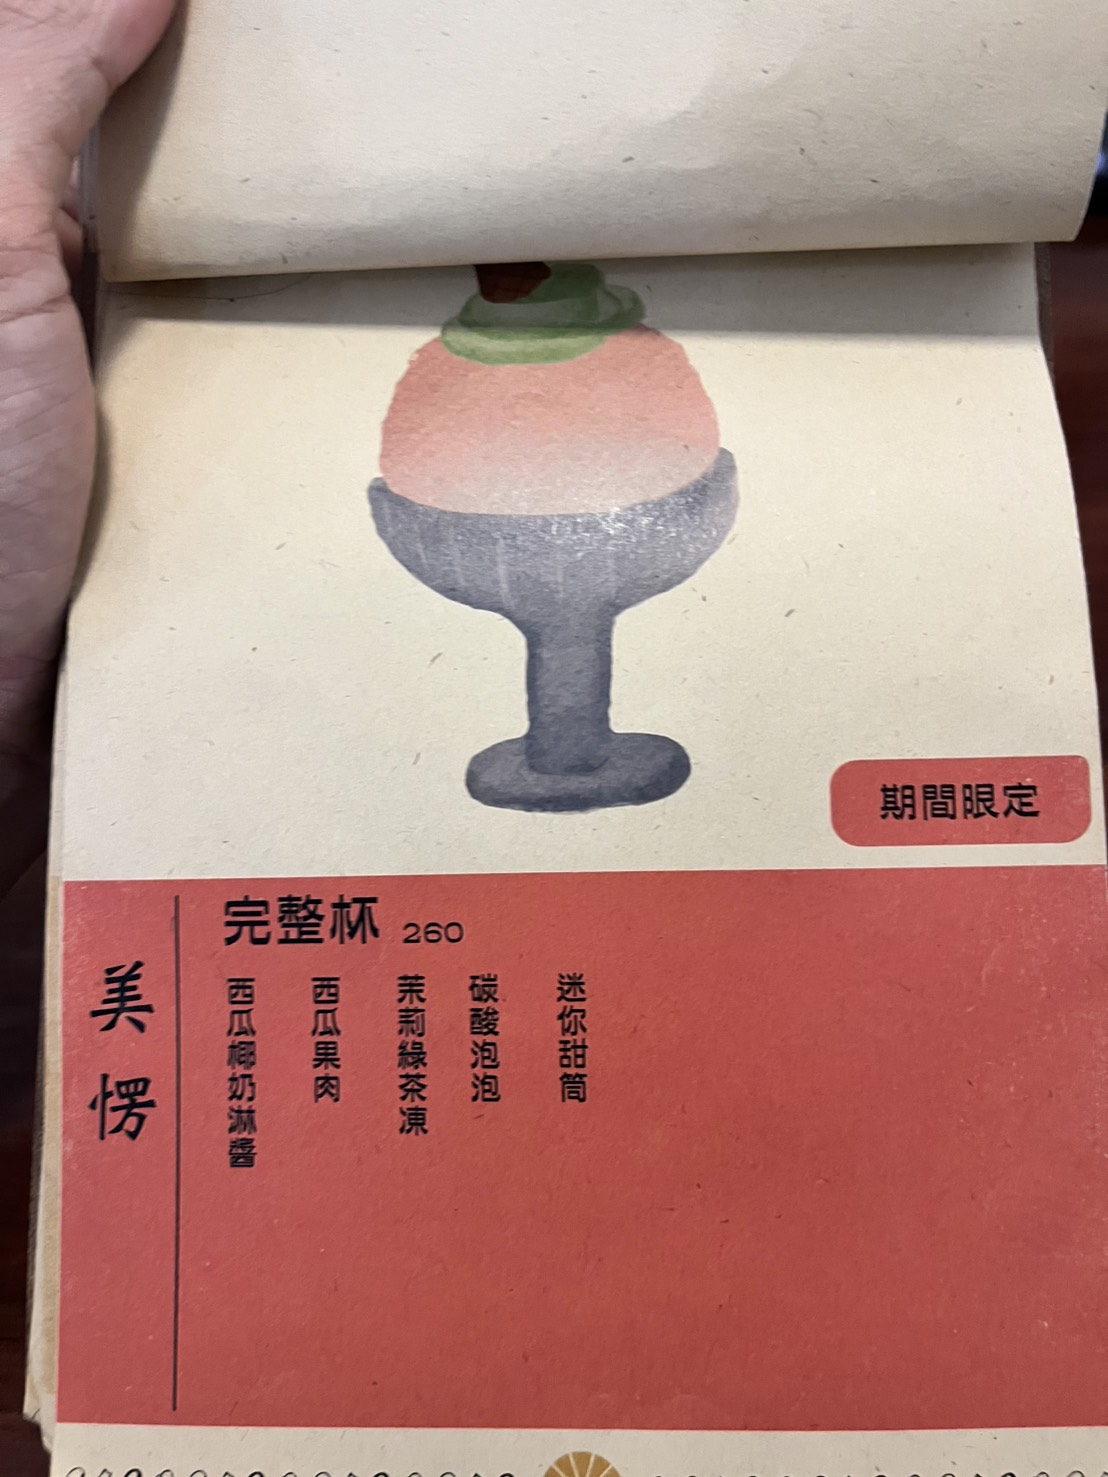 期間限定
美愣
完整杯 260
西瓜椰奶淋醬
西瓜果肉
茉莉綠茶凍
碳酸泡泡
迷你甜筒